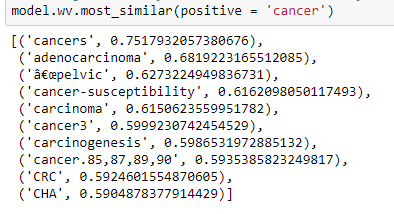 model.wv.most_similar(positive = 'cancer')
[('cancers', 0.7517932057380676),
('adenocarcinoma', 0.6819223165512085),
('â€œpelvic', 0.6273224949836731),
('cancer-susceptibility', 0.6162098050117493),
('carcinoma', 0.6150623559951782),
('cancer3', 0.5999230742454529),
('carcinogenesis', 0.5986531972885132),
('cancer.85,87,89,90', 0.5935385823249817),
('CRC', 0.5924601554870605),
('CHA', 0.5904878377914429)]